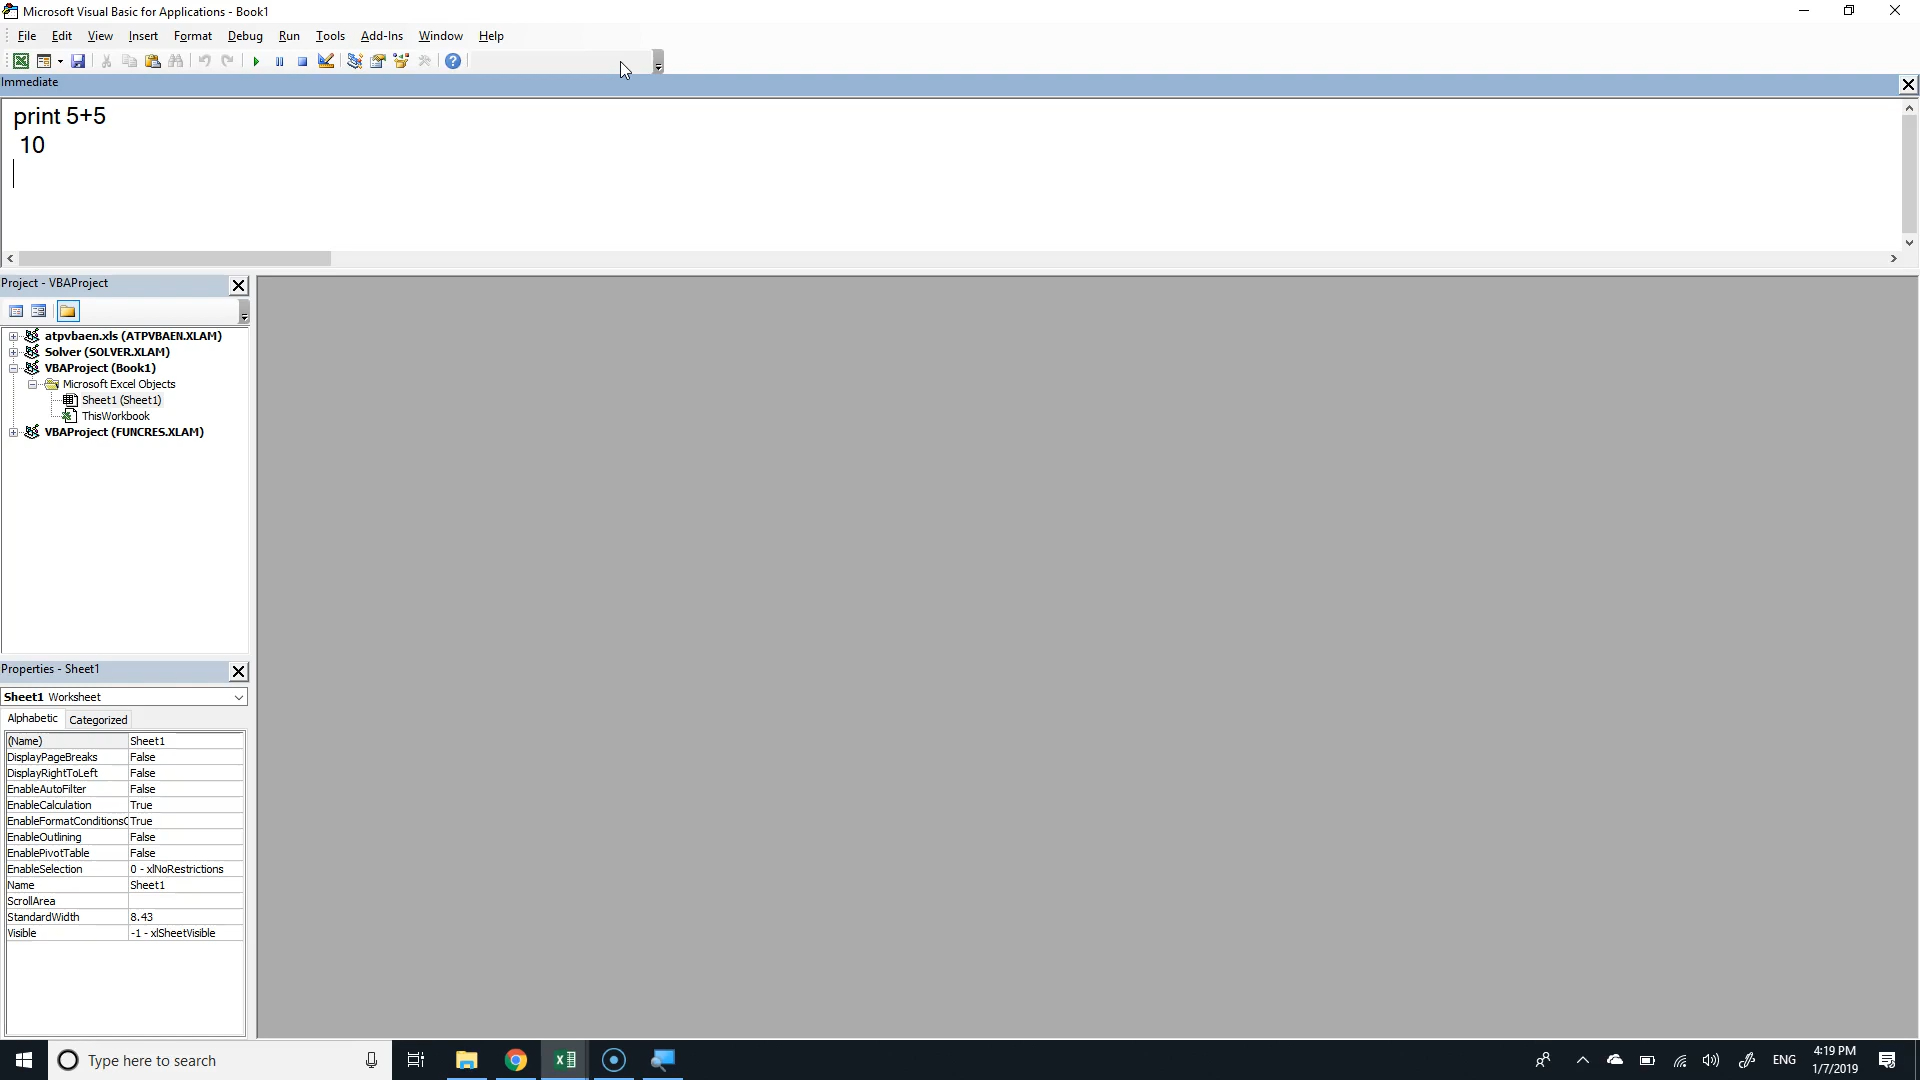 Microsoft Visual Basic for Applications - Book1
File Edit View Insert Format Debug Run Tools Add-Ins Window Help
Immediate
print 5+5
10
Project - VBAProject
atpvbaen.xls (ATPVBAEN.XLAM)
Solver (SOLVER.XLAM)
VBAProject (Book1)
Microsoft Excel Objects
Sheet1 (Sheet1)
ThisWorkbook
VBAProject (FUNCRES.XLAM)
Properties - Sheet1
Sheet1 Worksheet
Alphabetic Categorized
(Name) Sheet1
DisplayPageBreaks False
DisplayRightToLeft False
EnableAutoFilter False
EnableCalculation True
EnableFormatConditionsC True
EnableOutlining False
EnablePivotTable False
EnableSelection 0 - xlNoRestrictions
Name Sheet1
ScrollArea
StandardWidth 8.43
Visible -1 - xlSheetVisible
Type here to search
ENG
4:19 PM
1/7/2019